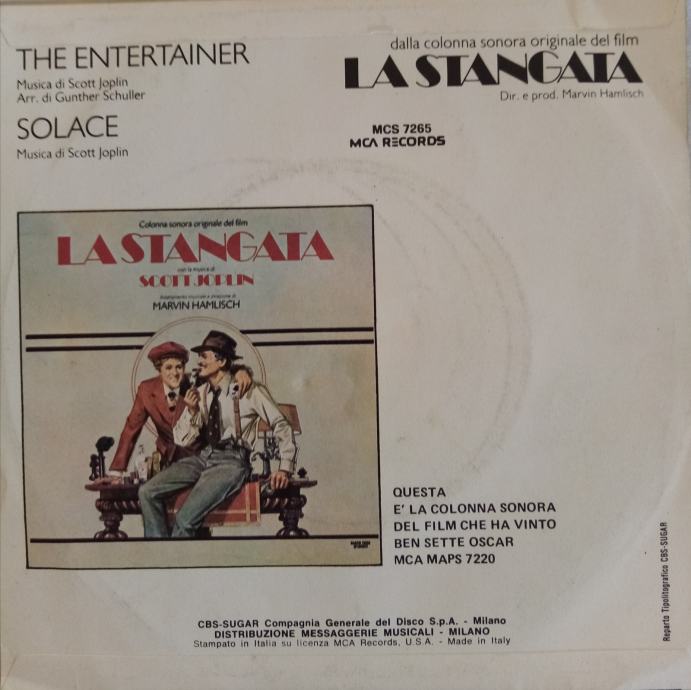 THE ENTERTAINER
Musica di Scott Joplin
Arr. di Gunther Schuller
SOLACE
Musica di Scott Joplin
dalla colonna sonora originale del film
LA STANGATA
Dir. e prod. Marvin Hamlisch
MCS 7265
MCA RECORDS
Colonna sonora originale del film
LA STANGATA
con la musica di
SCOTT JOPLIN
MARVIN HAMLISCH
QUESTA
E' LA COLONNA SONORA
DEL FILM CHE HA VINTO
BEN SETTE OSCAR
MCA MAPS 7220
Reparto Tipolitografico CBS-SUGAR
CBS-SUGAR Compagnia Generale del Disco S.p.A. - Milano
DISTRIBUZIONE MESSAGGERIE MUSICALI - MILANO
Stampato in Italia su licenza MCA Records, U.S.A. - Made in Italy